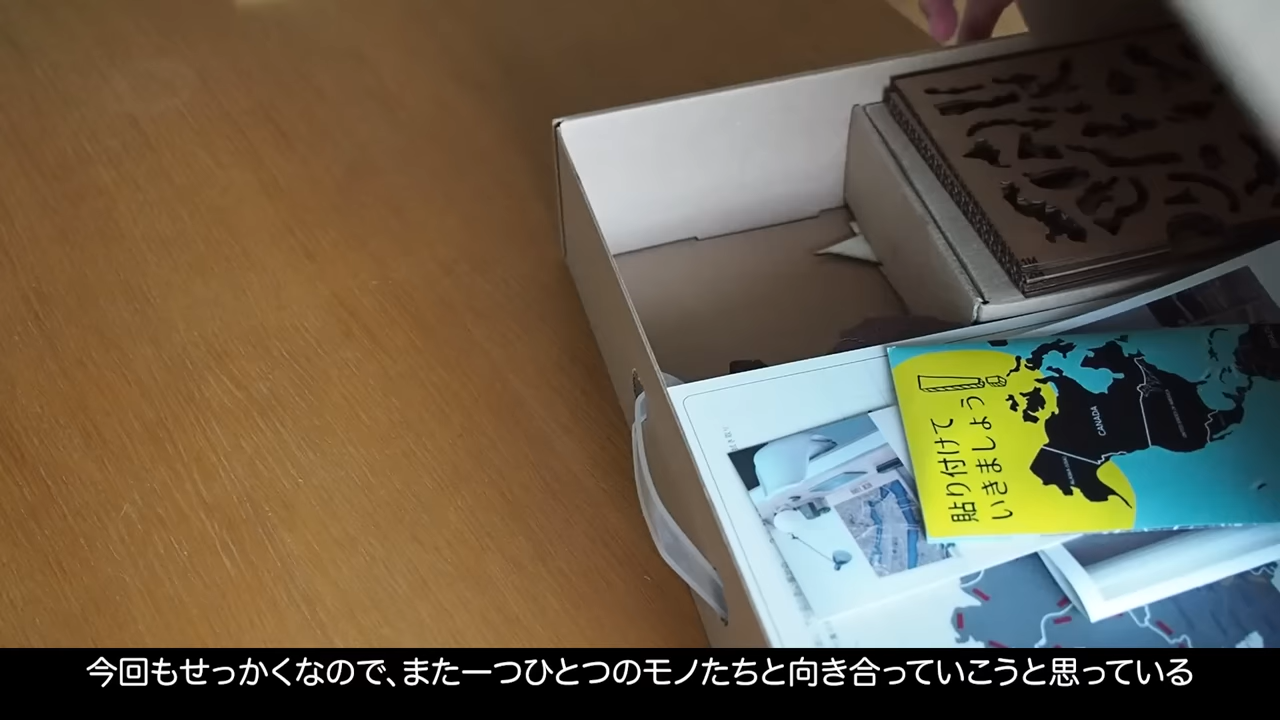 貼り付けて
いきましょう
CANADA
今回もせっかくなので、また一つひとつのモノたちと向き合っていこうと思っている